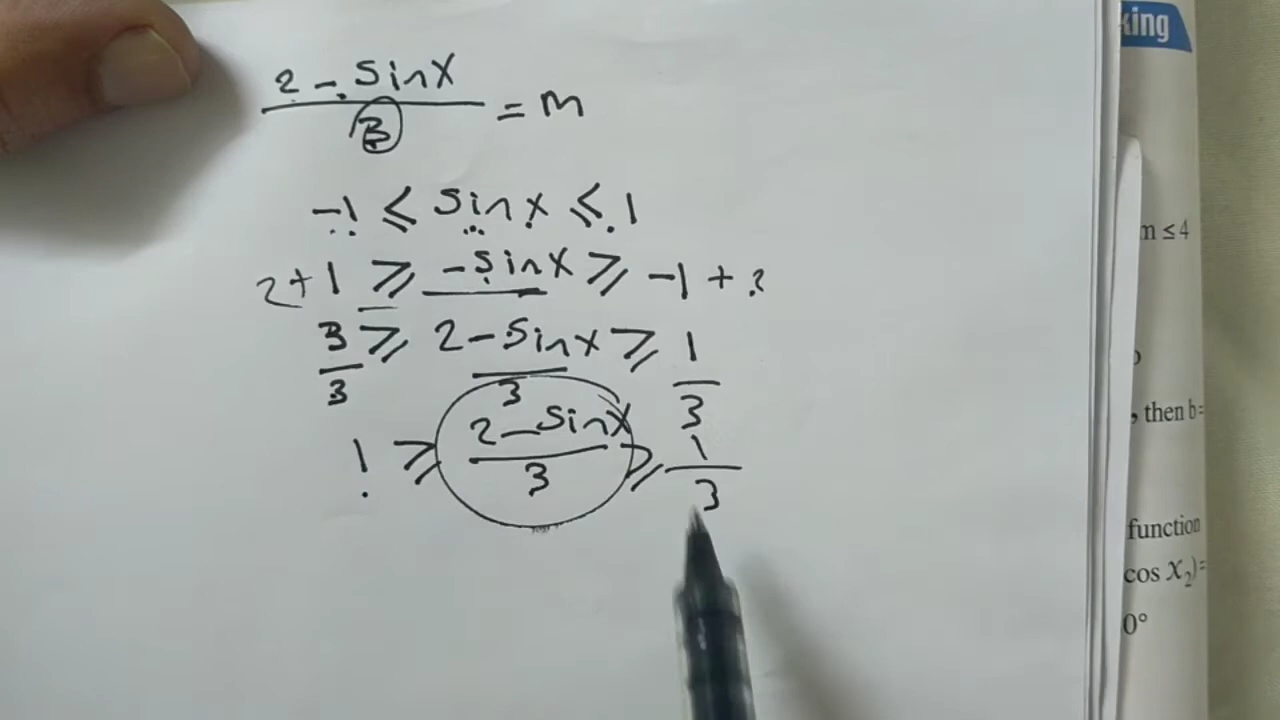 king
2 - sinx / 3 = m
-1 ≤ sinx ≤ 1
m ≤ 4
2+1 ≥ -sinx ≥ -1+2
3/3 ≥ 2-sinx/3 ≥ 1/3
, then b=
1 ≥ 2-sinx/3 ≥ 1/3
function
cos x₂)=
0°